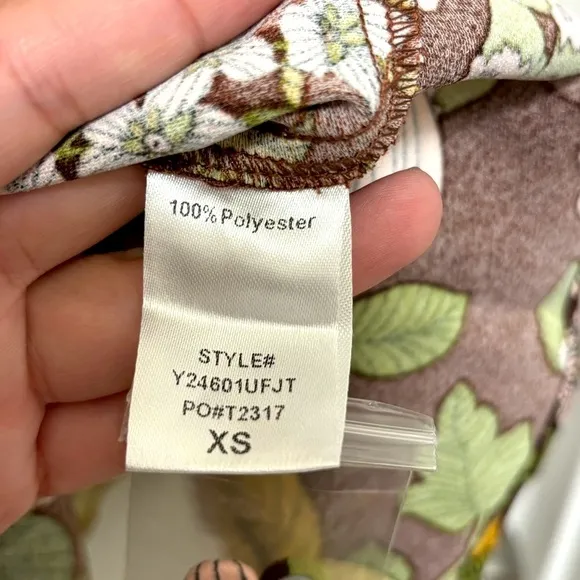 100% Polyester
STYLE#
Y24601UFJT
PO#T2317
XS